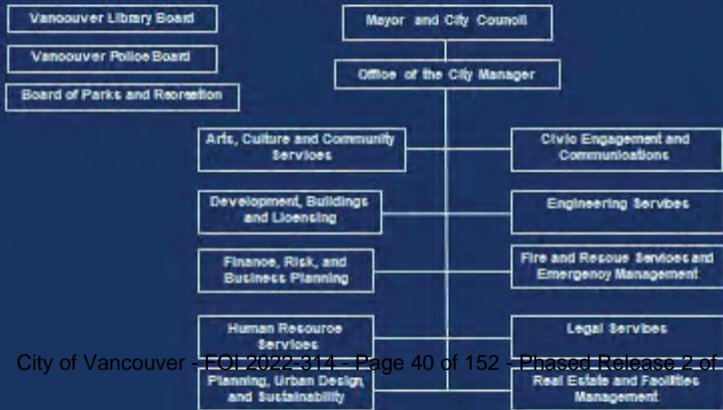 Vancouver Library Board
Mayor and City Council
Vancouver Police Board
Office of the City Manager
Board of Parks and Recreation
Arts, Culture and Community
Services
Civic Engagement and
Communications
Development, Buildings
and Licensing
Engineering Services
Finance, Risk, and
Business Planning
Fire and Rescue Services and
Emergency Management
Human Resource
Services
Legal Services
City of Vancouver - FOI 2022-314 - Page 40 of 152 - Phased Release 2 of
Planning, Urban Design,
and Sustainability
Real Estate and Facilities
Management